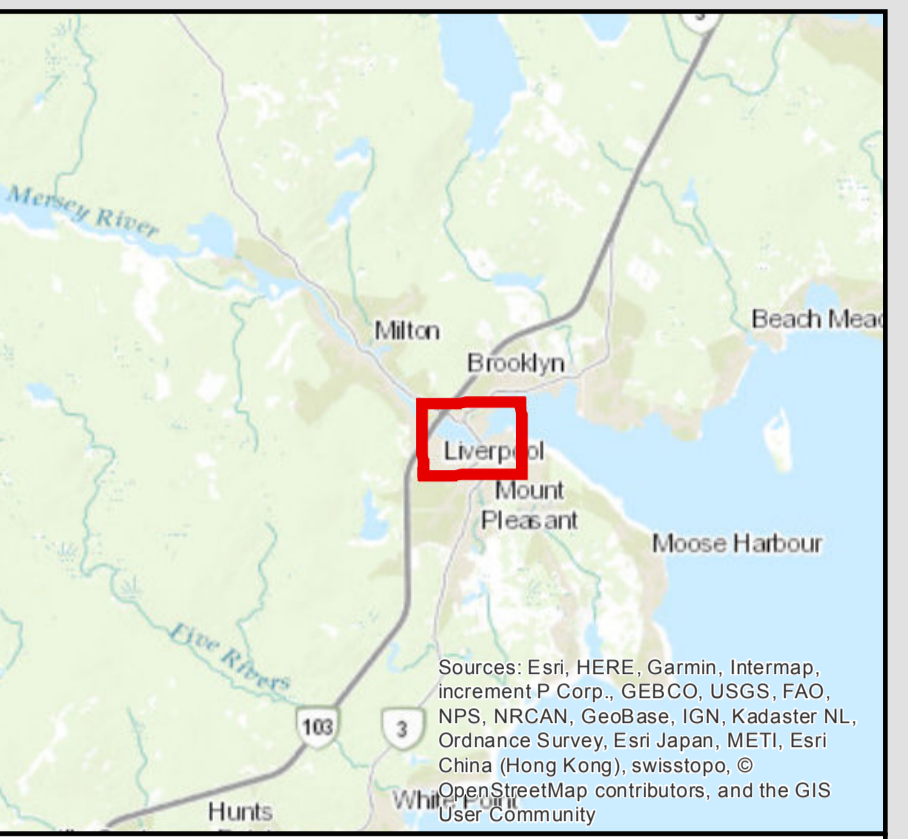 3
Mersey River
Milton
Beach Mead
Brooklyn
Liverpool
Mount
Pleasant
Moose Harbour
Five Rivers
103
3
Sources: Esri, HERE, Garmin, Intermap,
increment P Corp., GEBCO, USGS, FAO,
NPS, NRCAN, GeoBase, IGN, Kadaster NL,
Ordnance Survey, Esri Japan, METI, Esri
China (Hong Kong), swisstopo, ©
OpenStreetMap contributors, and the GIS
User Community
White Point
Hunts